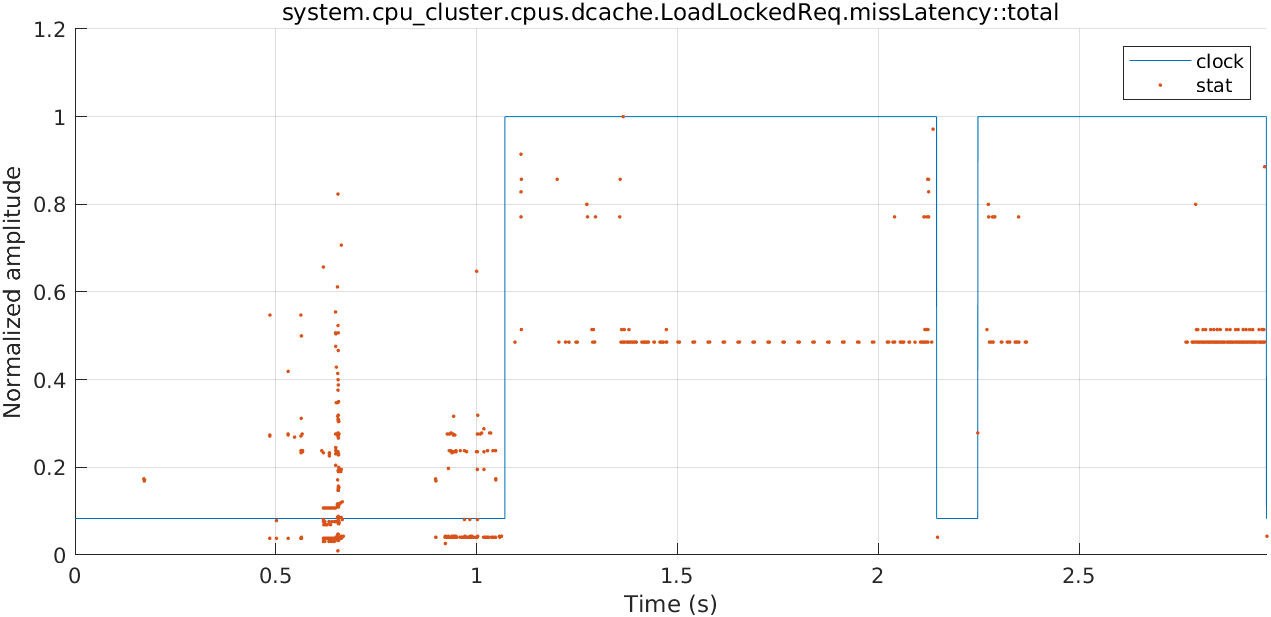 system.cpu_cluster.cpus.dcache.LoadLockedReq.missLatency::total
clock
stat
Normalized amplitude
1.2
1
0.8
0.6
0.4
0.2
0
0 0.5 1 1.5 2 2.5
Time (s)